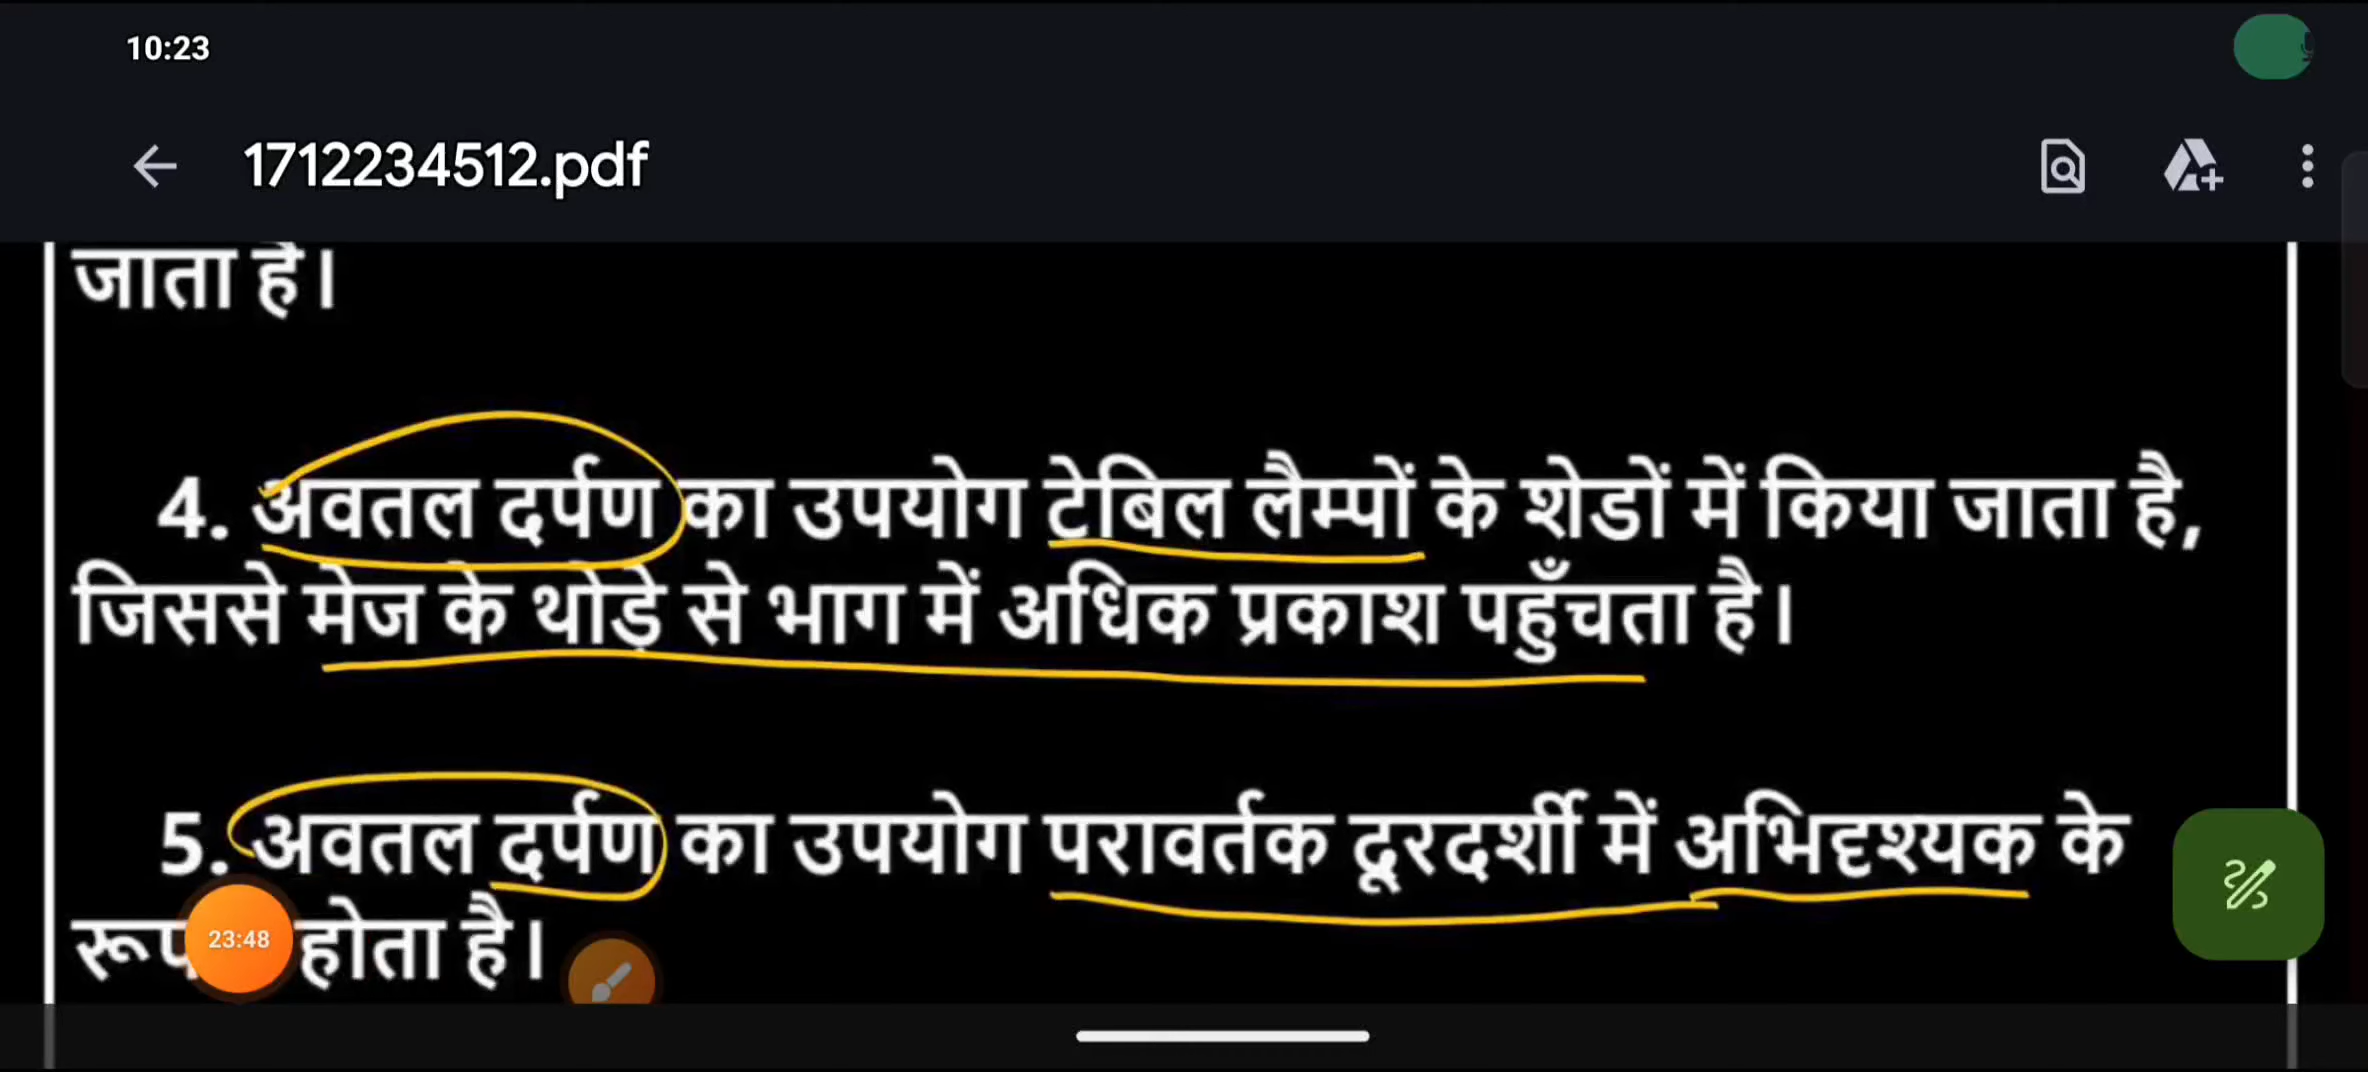 10:23
1712234512.pdf
जाता है।
4. अवतल दर्पण का उपयोग टेबिल लैम्पों के शेडों में किया जाता है,
जिससे मेज के थोड़े से भाग में अधिक प्रकाश पहुँचता है।
5. अवतल दर्पण का उपयोग परावर्तक दूरदर्शी में अभिदृश्यक के
होता है।
23:48